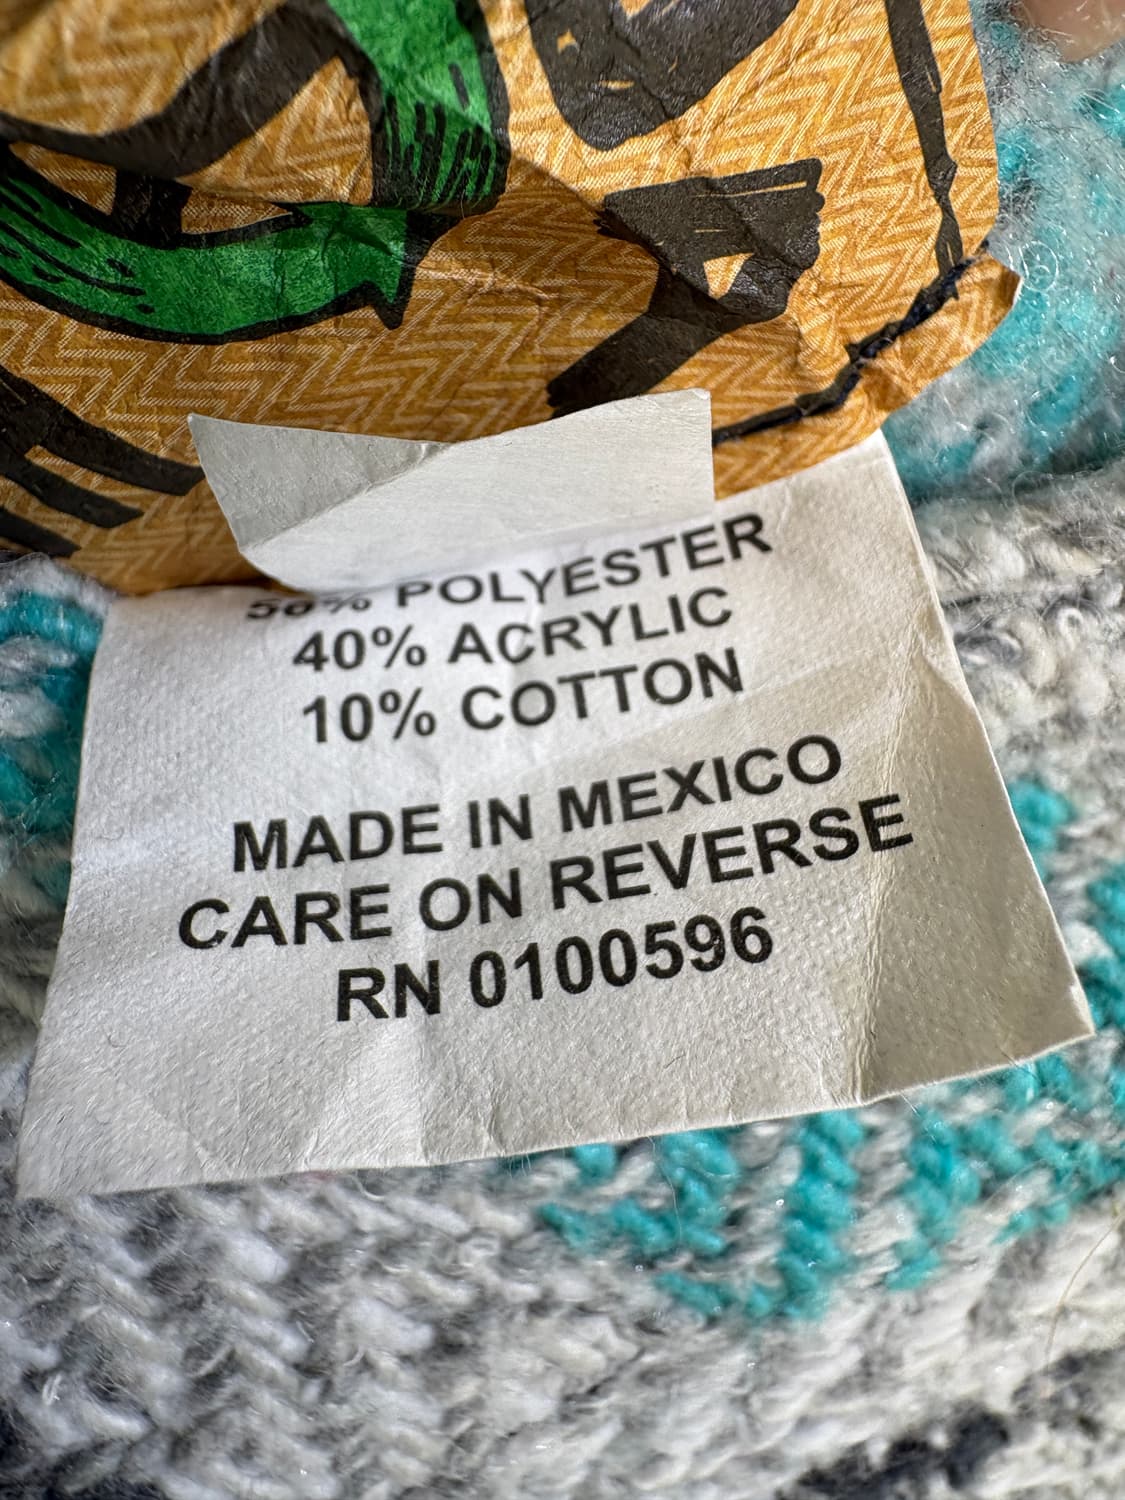 50% POLYESTER
40% ACRYLIC
10% COTTON
MADE IN MEXICO
CARE ON REVERSE
RN 0100596